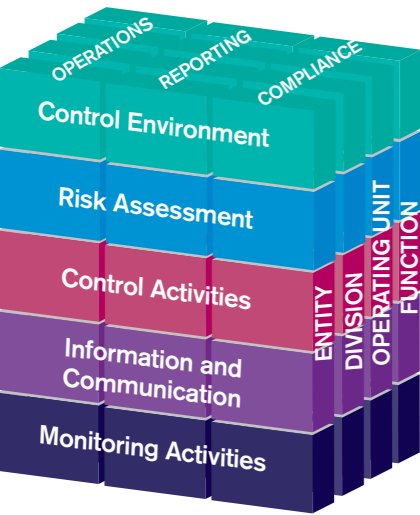 OPERATIONS
REPORTING
COMPLIANCE
Control Environment
Risk Assessment
Control Activities
Information and
Communication
Monitoring Activities
ENTITY
DIVISION
OPERATING UNIT
FUNCTION